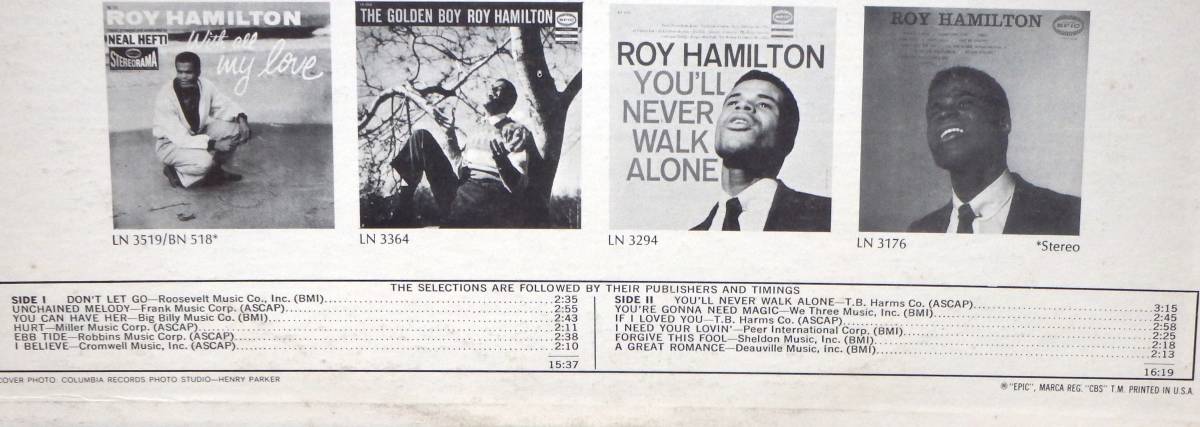 ROY HAMILTON
NEAL HEFTI
STEREORAMA
With all
my love
THE GOLDEN BOY ROY HAMILTON
EPIC
ROY HAMILTON
YOU'LL
NEVER
WALK
ALONE
ROY HAMILTON
EPIC
LN 3519/BN 518*
LN 3364
LN 3294
LN 3176
*Stereo
THE SELECTIONS ARE FOLLOWED BY THEIR PUBLISHERS AND TIMINGS
SIDE I DON'T LET GO—Roosevelt Music Co., Inc. (BMI) 2:35
UNCHAINED MELODY—Frank Music Corp. (ASCAP) 2:55
YOU CAN HAVE HER—Big Billy Music Co. (BMI) 2:43
HURT—Miller Music Corp. (ASCAP) 2:11
EBB TIDE—Robbins Music Corp. (ASCAP) 2:38
I BELIEVE—Cromwell Music, Inc. (ASCAP) 2:10
15:37
SIDE II YOU'LL NEVER WALK ALONE—T.B. Harms Co. (ASCAP) 3:15
YOU'RE GONNA NEED MAGIC—We Three Music, Inc. (BMI) 2:45
IF I LOVED YOU—T.B. Harms Co. (ASCAP) 2:58
I NEED YOUR LOVIN'—Peer International Corp. (BMI) 2:25
FORGIVE THIS FOOL—Sheldon Music, Inc. (BMI) 2:18
A GREAT ROMANCE—Deauville Music, Inc. (BMI) 2:13
16:19
COVER PHOTO: COLUMBIA RECORDS PHOTO STUDIO—HENRY PARKER
® "EPIC", MARCA REG. "CBS" T.M. PRINTED IN U.S.A.